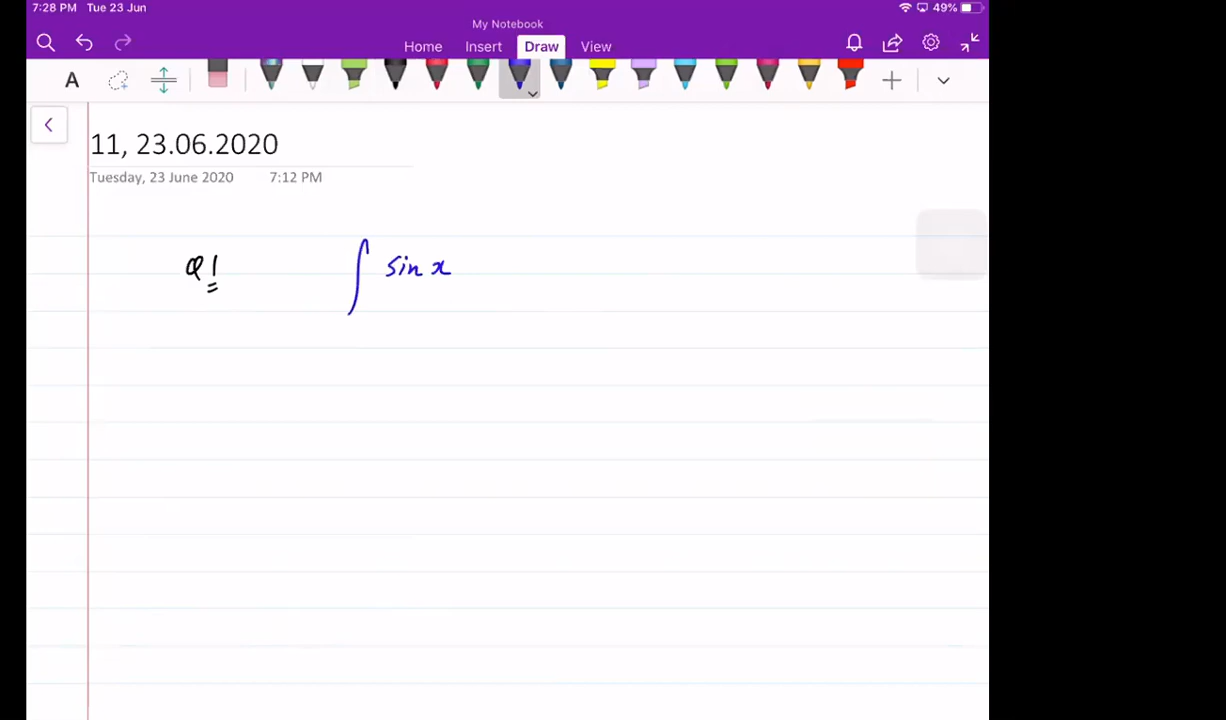 7:28 PM Tue 23 Jun 49%
My Notebook
Home Insert Draw View
A
11, 23.06.2020
Tuesday, 23 June 2020 7:12 PM
Q1 ∫ sin x